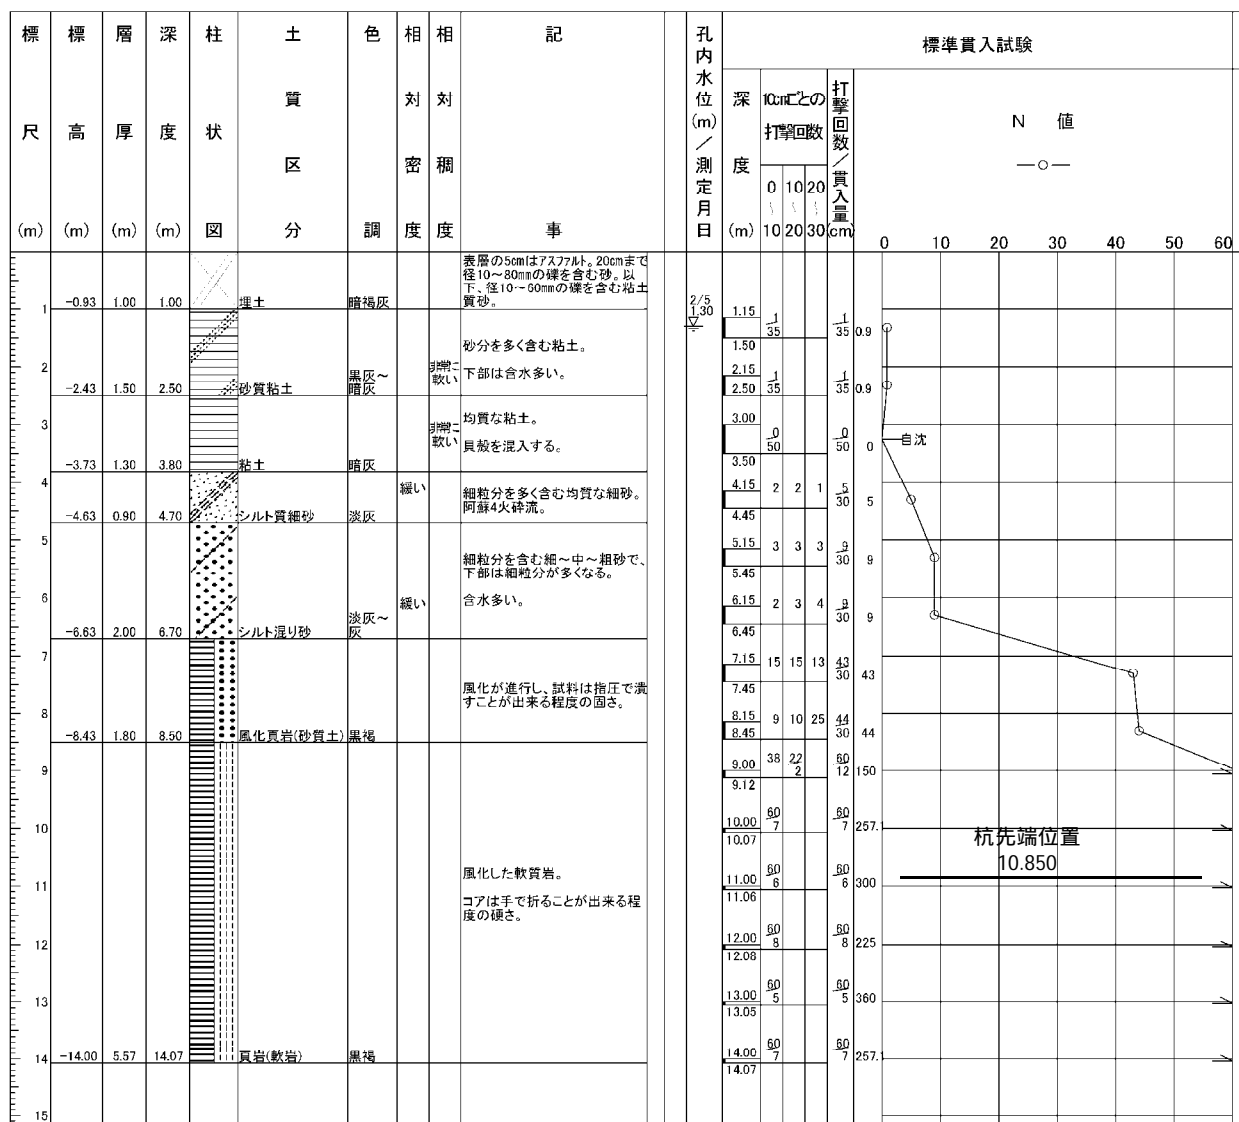 標尺(m)
標高(m)
層厚(m)
深度(m)
柱状図
土質区分
色調
相対密度
相対稠度
記事
孔内水位(m)/測定月日
標準貫入試験
深度(m)
10cmごとの
打撃回数
0 10 20
〜 〜 〜
10 20 30
打撃回数/貫入量(cm)
N 値
0 10 20 30 40 50 60
表層の5cmはアスファルト。20cmまで
径10〜80mmの礫を含む砂。以
下、径10〜60mmの礫を含む粘土
質砂。
1 -0.93 1.00 1.00 埋土 暗褐灰
2/5
1.30
1.15 1/35 1/35 0.9
1.50
砂分を多く含む粘土。
下部は含水多い。
2
-2.43 1.50 2.50 砂質粘土 黒灰〜
暗灰
非常に
軟い
2.15 1/35 1/35 0.9
2.50
均質な粘土。
貝殻を混入する。
3
-3.73 1.30 3.80 粘土 暗灰
非常に
軟い
3.00 0/50 0/50 0
自沈
3.50
4
緩い
細粒分を多く含む均質な細砂。
阿蘇4火砕流。
-4.63 0.90 4.70 シルト質細砂 淡灰
4.15 2 2 1 5/30 5
4.45
5
細粒分を含む細〜中〜粗砂で、
下部は細粒分が多くなる。
含水多い。
5.15 3 3 3 9/30 9
5.45
6
緩い
-6.63 2.00 6.70 シルト混り砂 淡灰〜
灰
6.15 2 3 4 9/30 9
6.45
7
風化が進行し、試料は指圧で潰
すことが出来る程度の固さ。
7.15 15 15 13 43/30 43
7.45
8
-8.43 1.80 8.50 風化頁岩(砂質土) 黒褐
8.15 9 10 25 44/30 44
8.45
9
9.00 38 22/2 60/12 150
9.12
10
10.00 60/7 60/7 257.1
10.07
杭先端位置
10.850
風化した軟質岩。
コアは手で折ることが出来る程
度の硬さ。
11
11.00 60/6 60/6 300
11.06
12
12.00 60/8 60/8 225
12.08
13
13.00 60/5 60/5 360
13.05
14 -14.00 5.57 14.07 頁岩(軟岩) 黒褐
14.00 60/7 60/7 257.1
14.07
15